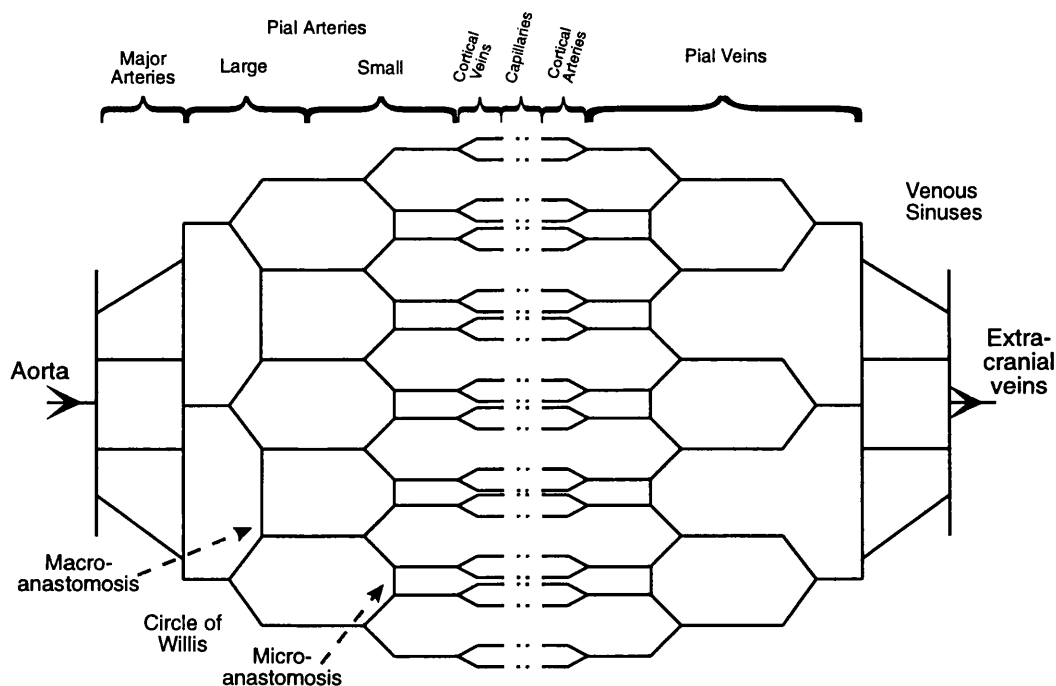 Pial Arteries
Major
Arteries
Large
Small
Cortical
Veins
Capillaries
Cortical
Arteries
Pial Veins
Venous
Sinuses
Aorta
Extra-
cranial
veins
Macro-
anastomosis
Circle of
Willis
Micro-
anastomosis